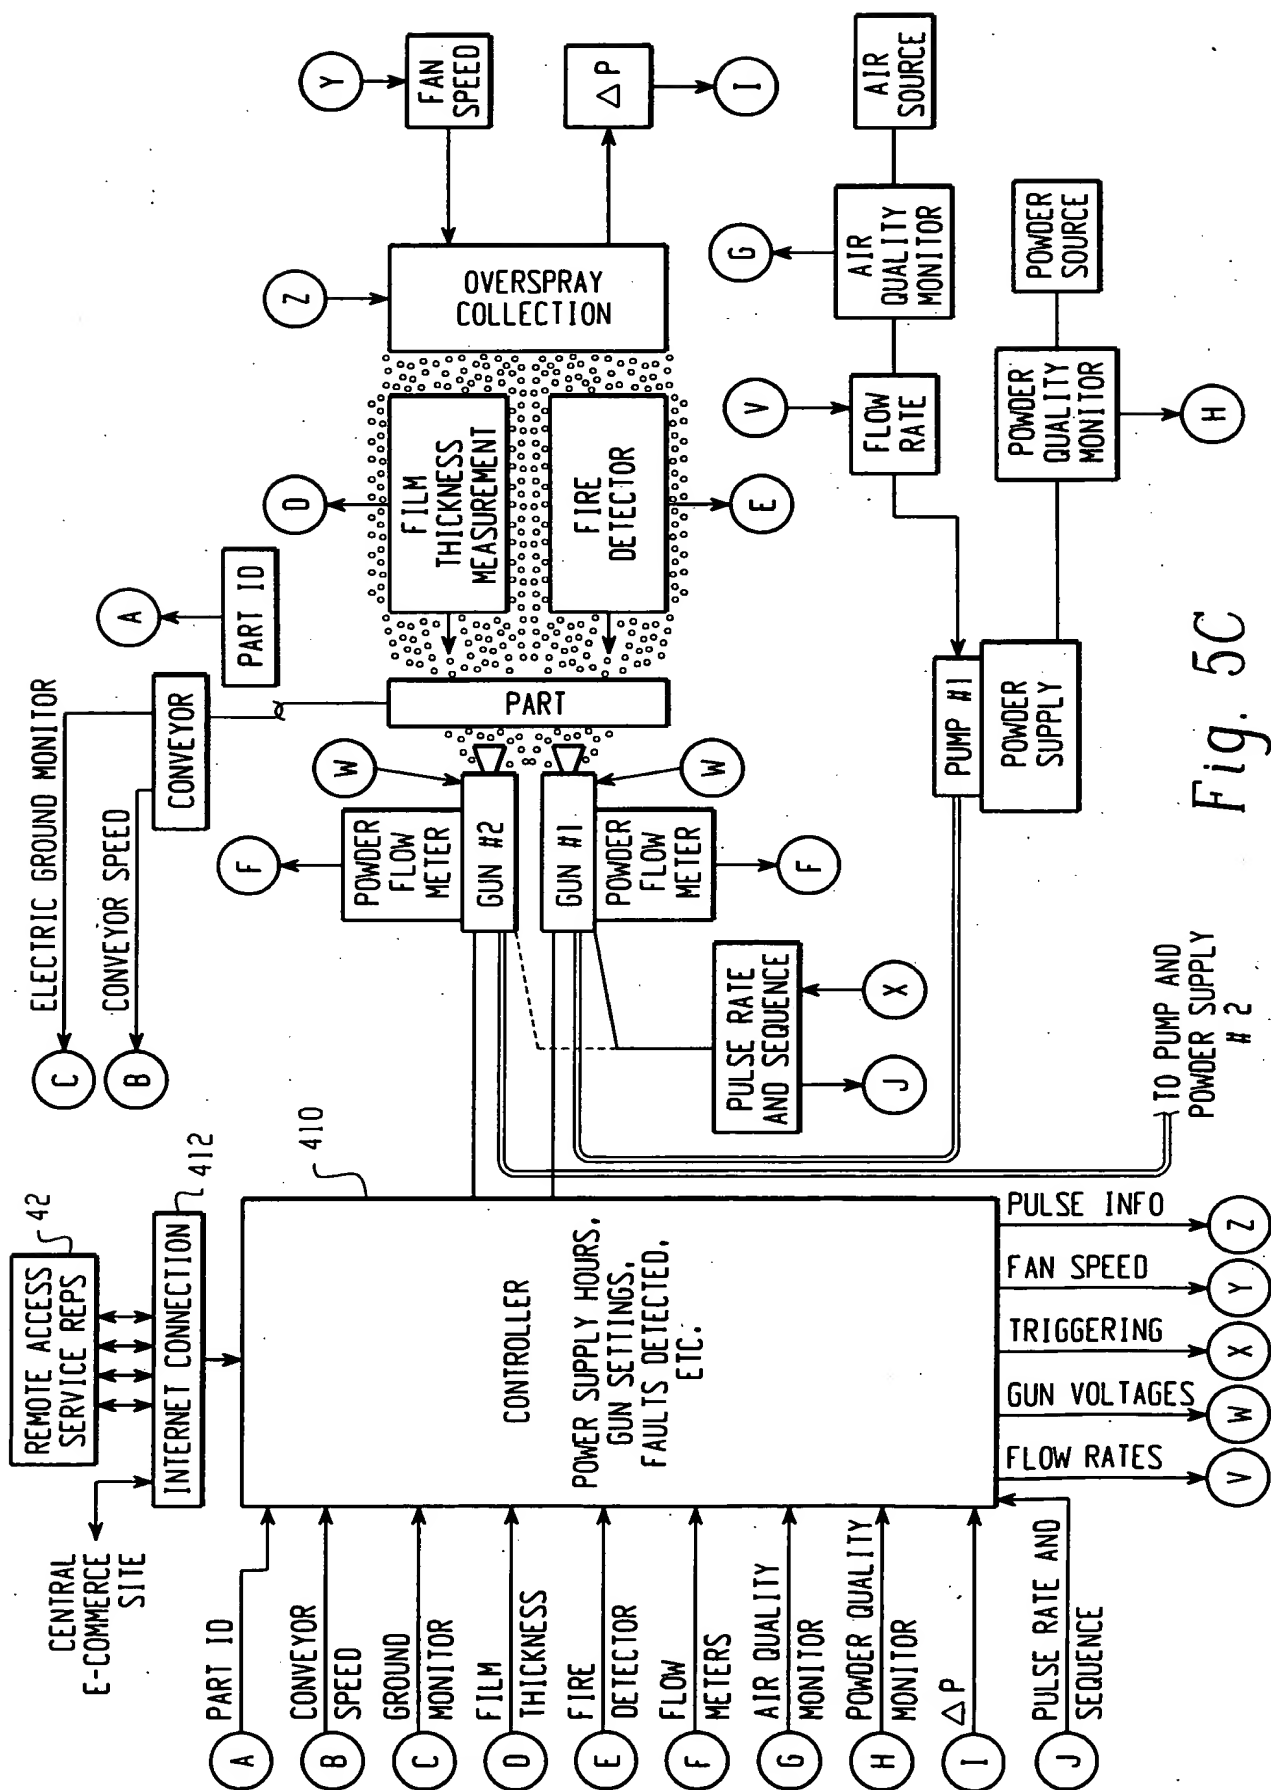 CENTRAL
E-COMMERCE
SITE
REMOTE ACCESS
SERVICE REPS
42
INTERNET CONNECTION
412
410
CONTROLLER
POWER SUPPLY HOURS,
GUN SETTINGS,
FAULTS DETECTED,
ETC.
A
PART ID
B
CONVEYOR
SPEED
C
GROUND
MONITOR
D
FILM
THICKNESS
E
FIRE
DETECTOR
F
FLOW
METERS
G
AIR QUALITY
MONITOR
H
POWDER QUALITY
MONITOR
I
△P
J
PULSE RATE AND
SEQUENCE
PULSE INFO
Z
FAN SPEED
Y
TRIGGERING
X
GUN VOLTAGES
W
FLOW RATES
V
C
ELECTRIC GROUND MONITOR
B
CONVEYOR SPEED
CONVEYOR
A
PART ID
F
POWDER
FLOW
METER
GUN #2
W
GUN #1
POWDER
FLOW
METER
W
F
PART
PULSE RATE
AND SEQUENCE
J
X
TO PUMP AND
POWDER SUPPLY
#2
D
FILM
THICKNESS
MEASUREMENT
FIRE
DETECTOR
E
Z
OVERSPRAY
COLLECTION
Y
FAN
SPEED
△P
I
PUMP #1
POWDER
SUPPLY
V
FLOW
RATE
G
AIR
QUALITY
MONITOR
AIR
SOURCE
POWDER
QUALITY
MONITOR
H
POWDER
SOURCE
Fig. 5C